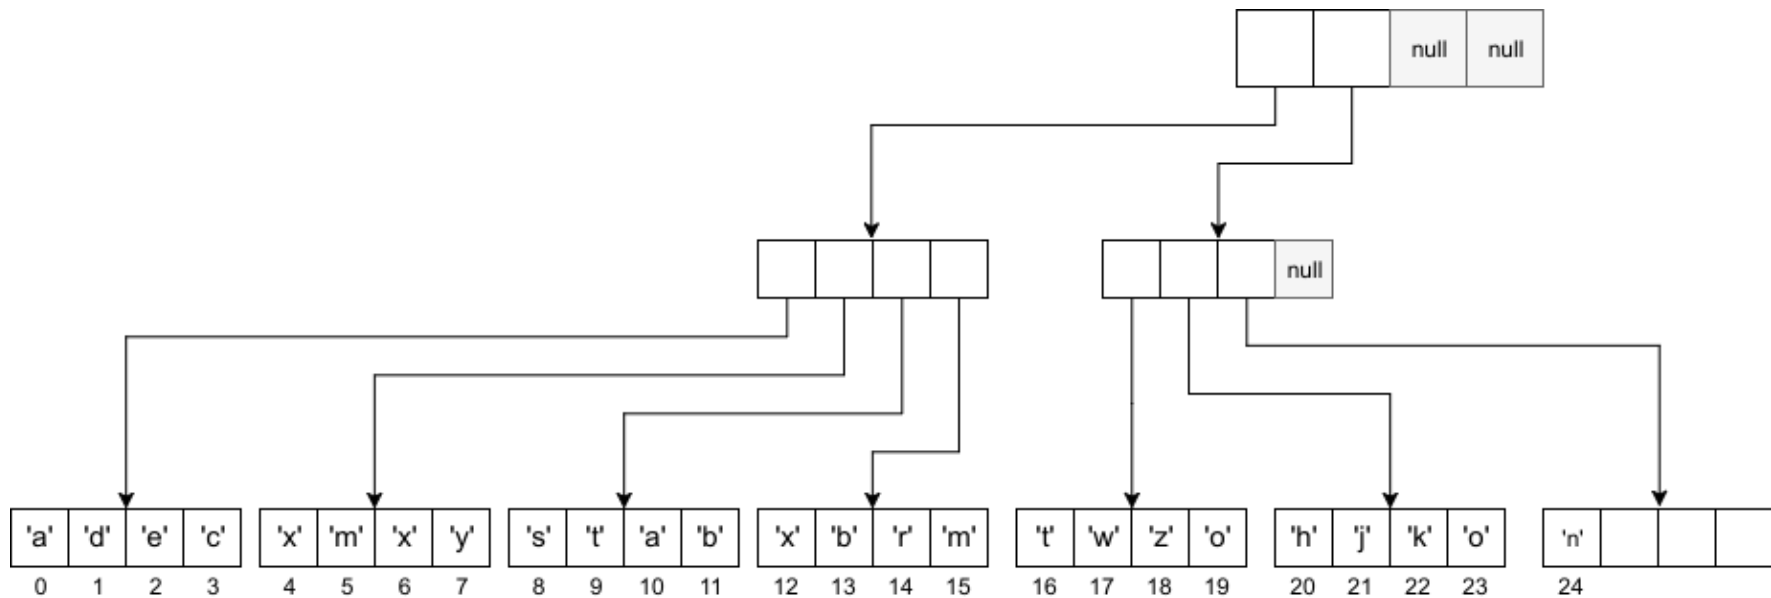 null null
null
'a' 'd' 'e' 'c' 'x' 'm' 'x' 'y' 's' 't' 'a' 'b' 'x' 'b' 'r' 'm' 't' 'w' 'z' 'o' 'h' 'j' 'k' 'o' 'n'
0 1 2 3 4 5 6 7 8 9 10 11 12 13 14 15 16 17 18 19 20 21 22 23 24